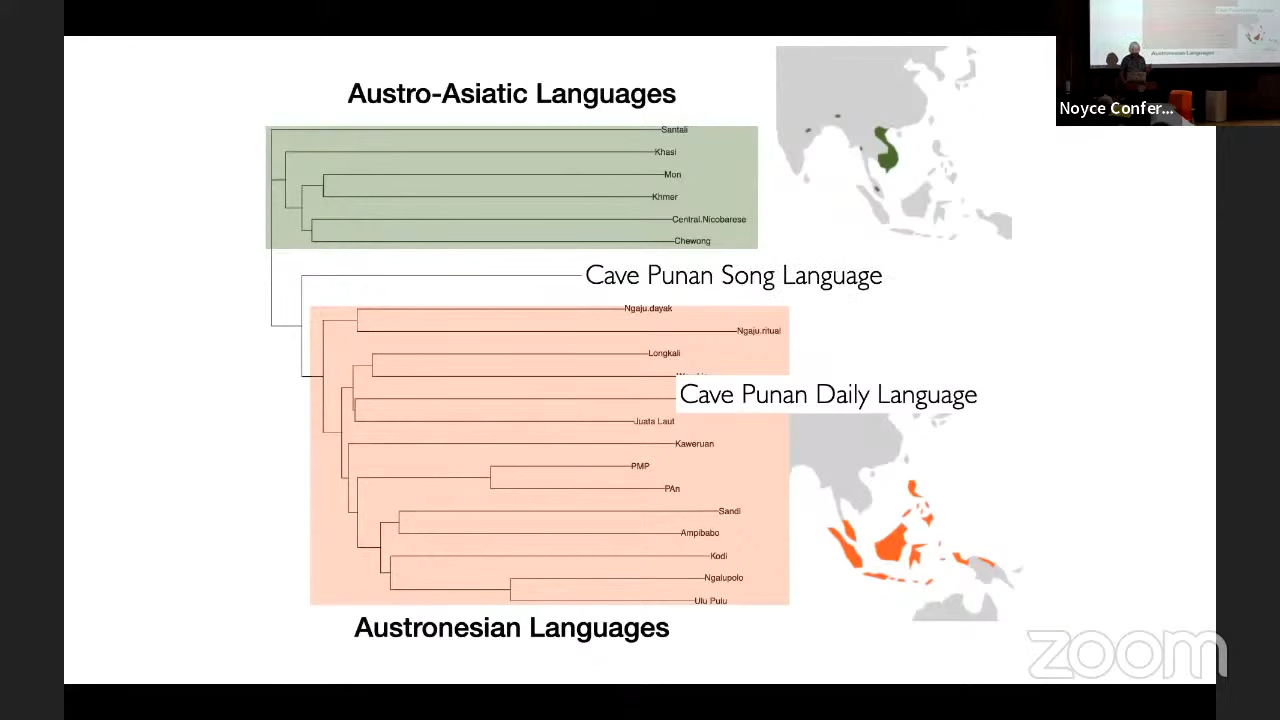 Austro-Asiatic Languages
Noyce Confer...
Santali
Khasi
Mon
Khmer
Central.Nicobarese
Chewong
Cave Punan Song Language
Ngaju.dayak
Ngaju.ritual
Longkali
Cave Punan Daily Language
Juata Laut
Kaweruan
PMP
PAn
Sandi
Ampibabo
Kodi
Ngalupolo
Ulu Pulu
Austronesian Languages
zoom